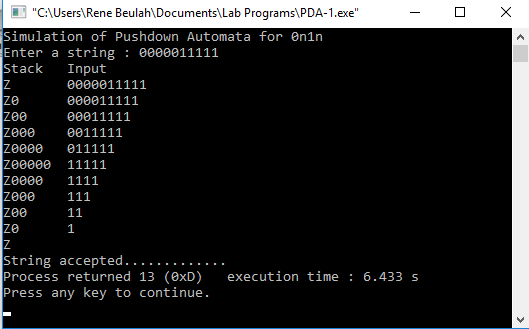 "C:\Users\Rene Beulah\Documents\Lab Programs\PDA-1.exe"
Simulation of Pushdown Automata for 0n1n
Enter a string : 0000011111
Stack   Input
Z       0000011111
Z0      000011111
Z00     00011111
Z000    0011111
Z0000   011111
Z00000  11111
Z0000   1111
Z000    111
Z00     11
Z0      1
Z
String accepted.............
Process returned 13 (0xD)   execution time : 6.433 s
Press any key to continue.